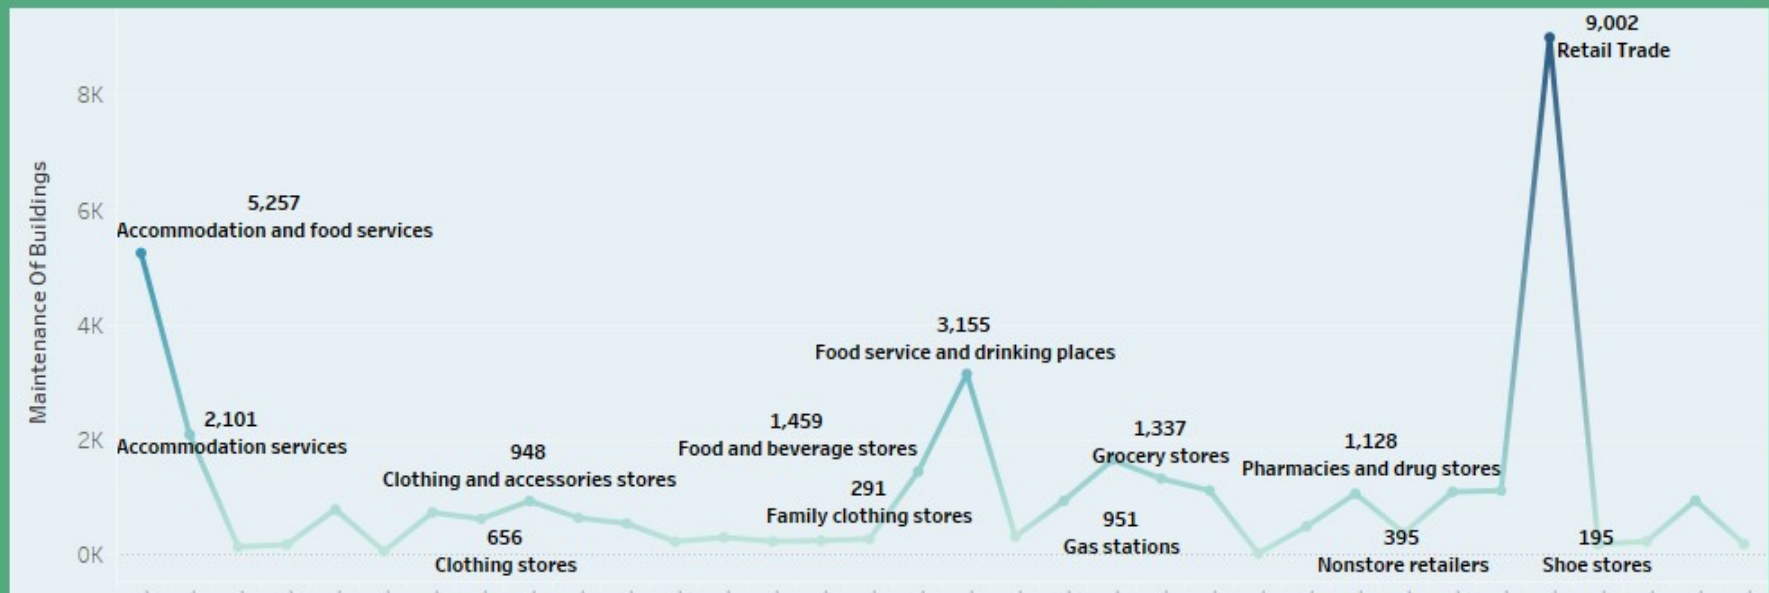 9,002
Retail Trade
8K
5,257
6K
Accommodation and food services
Maintenance Of Buildings
3,155
4K
Food service and drinking places
2,101
2K
Accommodation services
948
Clothing and accessories stores
1,459
Food and beverage stores
1,337
Grocery stores
1,128
Pharmacies and drug stores
291
Family clothing stores
656
Clothing stores
951
Gas stations
395
Nonstore retailers
195
Shoe stores
0K